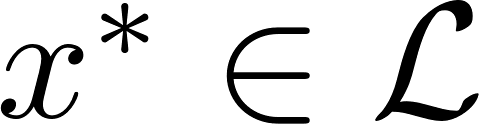 x* ∈ ℒ